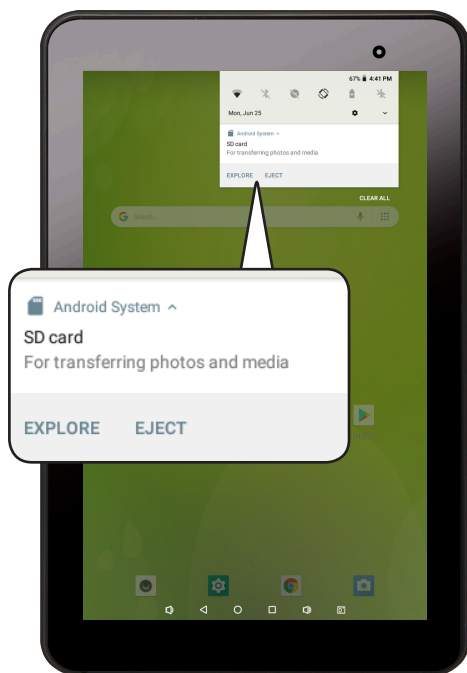 67% 4:41 PM
Mon, Jun 25
Android System
SD card
For transferring photos and media
EXPLORE EJECT
CLEAR ALL
G Search...
Android System
SD card
For transferring photos and media
EXPLORE EJECT